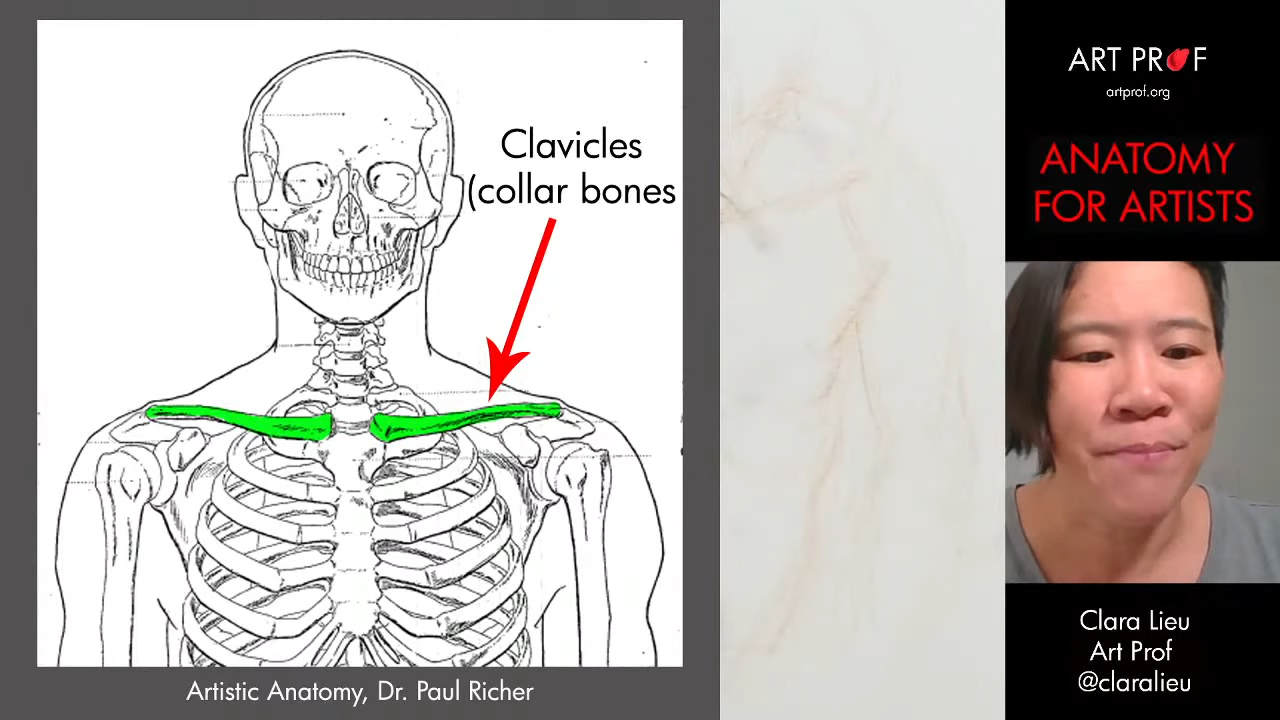 Clavicles
(collar bones
Artistic Anatomy, Dr. Paul Richer
ART PROF
artprof.org
ANATOMY
FOR ARTISTS
Clara Lieu
Art Prof
@claralieu